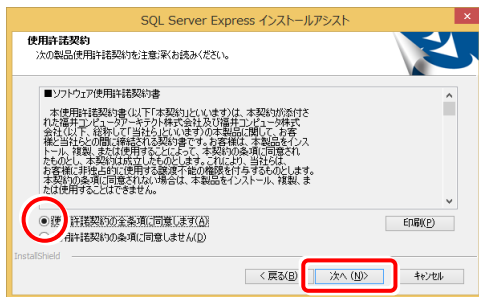 SQL Server Express インストールアシスト
使用許諾契約
次の製品使用許諾契約を注意深くお読みください。
■ソフトウェア使用許諾契約書
本使用許諾契約書(以下「本契約」といいます)は、本契約が添付さ
れた福井コンピュータアーキテクト株式会社及び福井コンピュータ株式
会社(以下、総称して「当社ら」といいます)の本製品に関して、お客
様と当社らとの間に締結される契約書です。お客様は、本製品をインス
トール、複製、または使用することによって、本契約の条項に同意され
たものとし、本契約は成立したものとします。これにより、当社らは、
お客様に非独占的に使用する譲渡不能の権限を付与するものとします。
本契約の条項に同意されない場合は、本製品をインストール、複製、ま
たは使用することはできません。
使 許諾契約の全条項に同意します(A)
許諾契約の条項に同意しません(D)
印刷(P)
InstallShield
< 戻る(B)
次へ (N)>
キャンセル